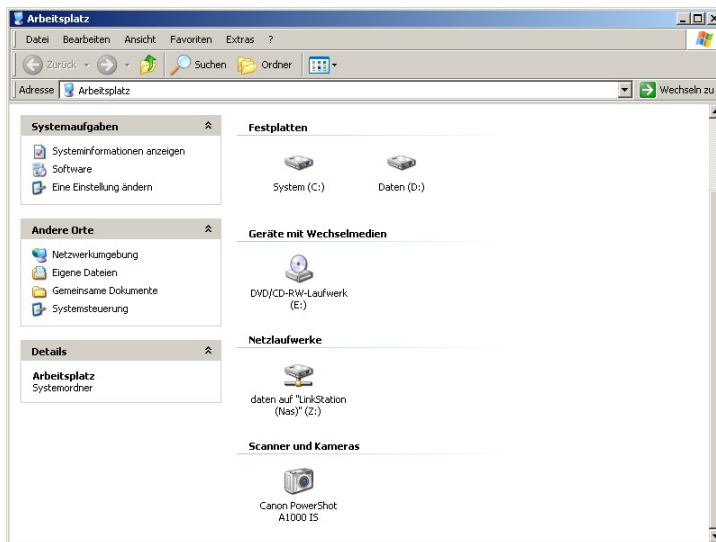 Arbeitsplatz
Datei Bearbeiten Ansicht Favoriten Extras ?
Zurück Suchen Ordner
Adresse Arbeitsplatz Wechseln zu
Systemaufgaben
Systeminformationen anzeigen
Software
Eine Einstellung ändern
Andere Orte
Netzwerkumgebung
Eigene Dateien
Gemeinsame Dokumente
Systemsteuerung
Details
Arbeitsplatz
Systemordner
Festplatten
System (C:) Daten (D:)
Geräte mit Wechselmedien
DVD/CD-RW-Laufwerk
(E:)
Netzlaufwerke
daten auf "LinkStation
(Nas)" (Z:)
Scanner und Kameras
Canon PowerShot
A1000 IS